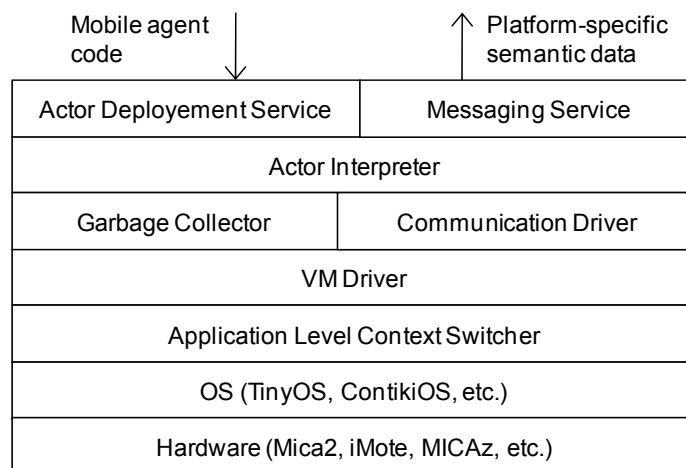 Mobile agent
code
Platform-specific
semantic data
Actor Deployement Service
Messaging Service
Actor Interpreter
Garbage Collector
Communication Driver
VM Driver
Application Level Context Switcher
OS (TinyOS, ContikiOS, etc.)
Hardware (Mica2, iMote, MICAz, etc.)